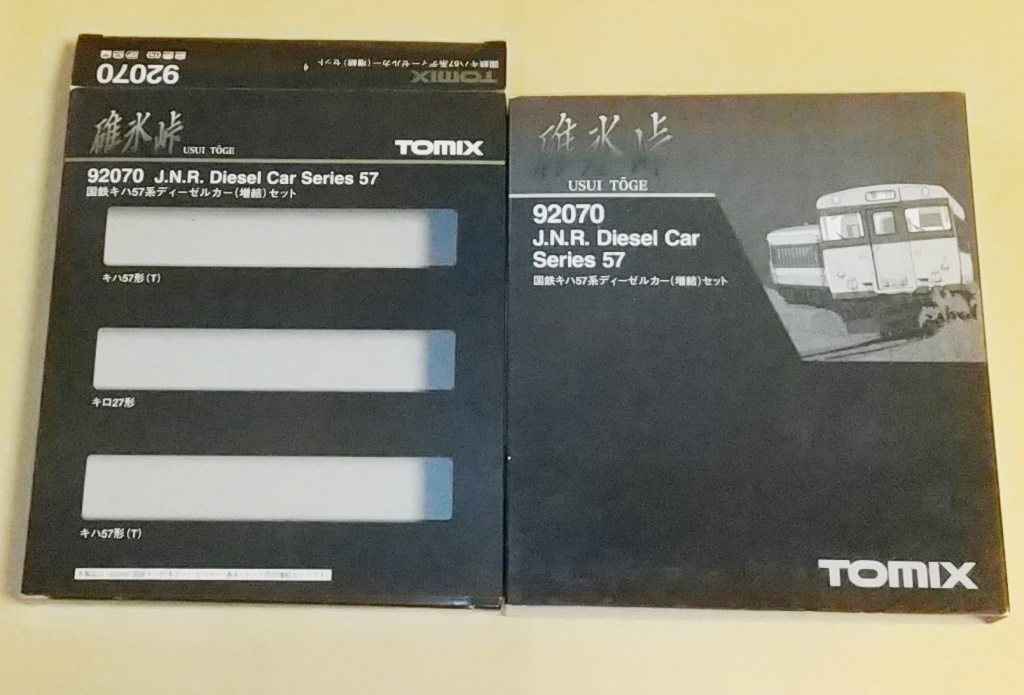 92070
国鉄キハ57系ディーゼルカー(増結)セット
TOMIX
碓氷峠
USUI TŌGE
TOMIX
92070 J.N.R. Diesel Car Series 57
国鉄キハ57系ディーゼルカー(増結)セット
キハ57形(T)
キロ27形
キハ57形(T)
碓氷峠
USUI TŌGE
92070
J.N.R. Diesel Car
Series 57
国鉄キハ57系ディーゼルカー(増結)セット
TOMIX